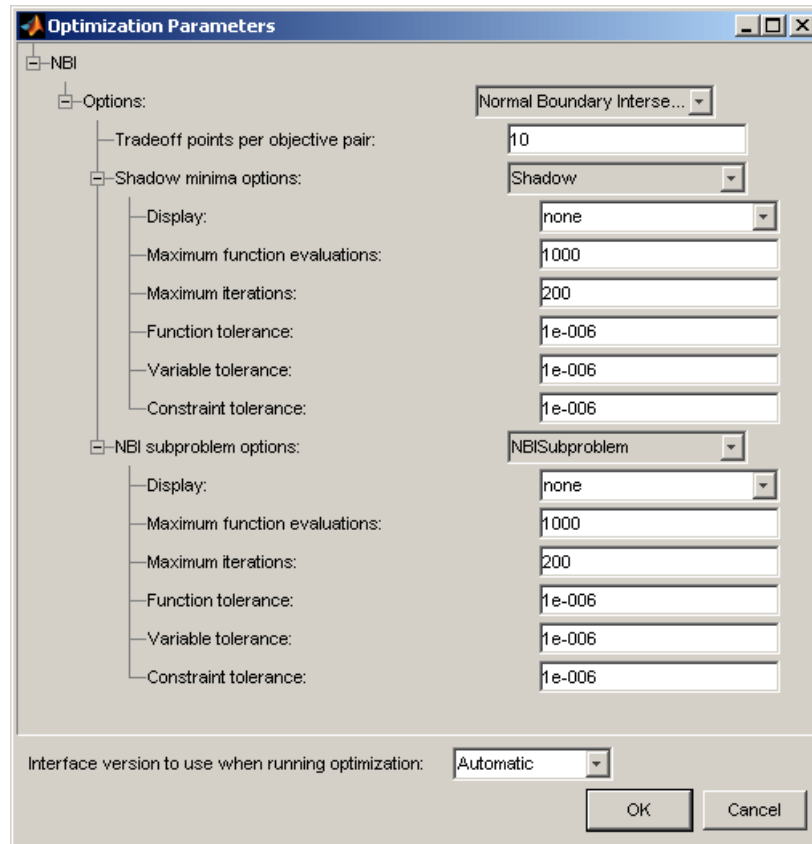 Optimization Parameters
NBI
Options: Normal Boundary Interse...
Tradeoff points per objective pair: 10
Shadow minima options: Shadow
Display: none
Maximum function evaluations: 1000
Maximum iterations: 200
Function tolerance: 1e-006
Variable tolerance: 1e-006
Constraint tolerance: 1e-006
NBI subproblem options: NBISubproblem
Display: none
Maximum function evaluations: 1000
Maximum iterations: 200
Function tolerance: 1e-006
Variable tolerance: 1e-006
Constraint tolerance: 1e-006
Interface version to use when running optimization: Automatic
OK Cancel